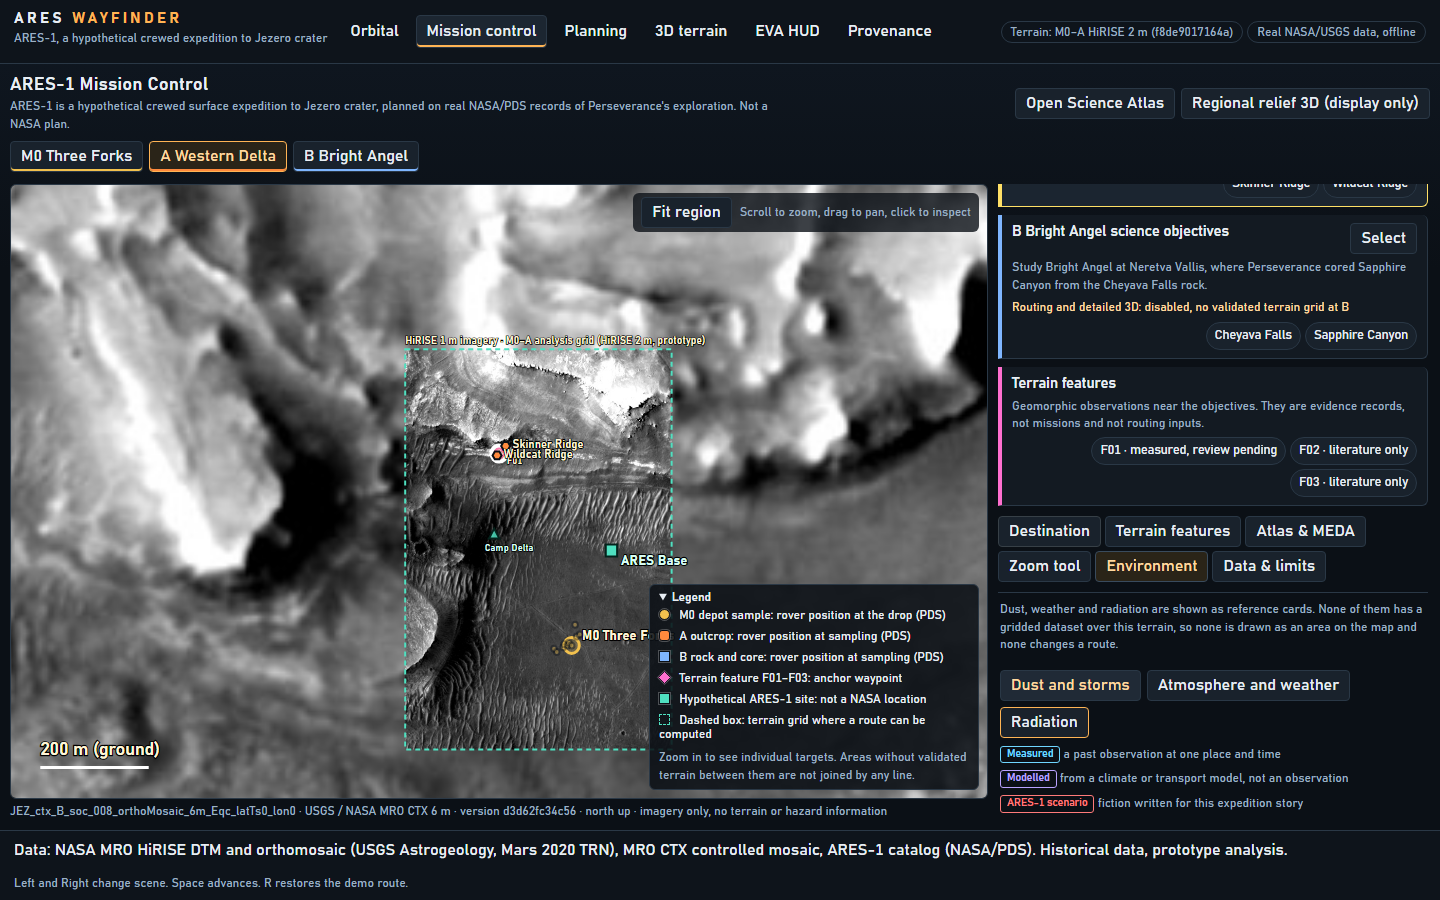 ARES WAYFINDER
ARES-1, a hypothetical crewed expedition to Jezero crater
Orbital
Mission control
Planning
3D terrain
EVA HUD
Provenance
Terrain: M0-A HiRISE 2 m (f8de9017164a)
Real NASA/USGS data, offline
ARES-1 Mission Control
ARES-1 is a hypothetical crewed surface expedition to Jezero crater, planned on real NASA/PDS records of Perseverance's exploration. Not a
NASA plan.
Open Science Atlas
Regional relief 3D (display only)
M0 Three Forks
A Western Delta
B Bright Angel
Fit region
Scroll to zoom, drag to pan, click to inspect
HiRISE 1 m imagery · M0-A analysis grid (HiRISE 2 m, prototype)
Skinner Ridge
Wildcat Ridge
F01
Camp Delta
ARES Base
M0 Three Fo
Legend
M0 depot sample: rover position at the drop (PDS)
A outcrop: rover position at sampling (PDS)
B rock and core: rover position at sampling (PDS)
Terrain feature F01-F03: anchor waypoint
Hypothetical ARES-1 site: not a NASA location
Dashed box: terrain grid where a route can be
computed
Zoom in to see individual targets. Areas without validated
terrain between them are not joined by any line.
200 m (ground)
JEZ_ctx_B_soc_008_orthoMosaic_6m_Eqc_latTs0_lon0 · USGS / NASA MRO CTX 6 m · version d3d62fc34c56 · north up · imagery only, no terrain or hazard information
Skinner Ridge
Wildcat Ridge
B Bright Angel science objectives
Select
Study Bright Angel at Neretva Vallis, where Perseverance cored Sapphire
Canyon from the Cheyava Falls rock.
Routing and detailed 3D: disabled, no validated terrain grid at B
Cheyava Falls
Sapphire Canyon
Terrain features
Geomorphic observations near the objectives. They are evidence records,
not missions and not routing inputs.
F01 · measured, review pending
F02 · literature only
F03 · literature only
Destination
Terrain features
Atlas & MEDA
Zoom tool
Environment
Data & limits
Dust, weather and radiation are shown as reference cards. None of them has a
gridded dataset over this terrain, so none is drawn as an area on the map and
none changes a route.
Dust and storms
Atmosphere and weather
Radiation
Measured a past observation at one place and time
Modelled from a climate or transport model, not an observation
ARES-1 scenario fiction written for this expedition story
Data: NASA MRO HiRISE DTM and orthomosaic (USGS Astrogeology, Mars 2020 TRN), MRO CTX controlled mosaic, ARES-1 catalog (NASA/PDS). Historical data, prototype analysis.
Left and Right change scene. Space advances. R restores the demo route.